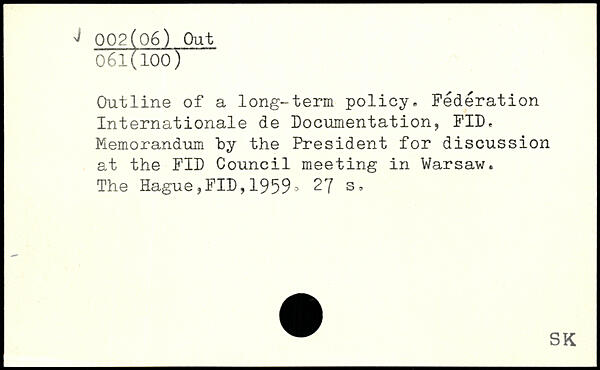 √ 002(06) Out
061(100)
Outline of a long-term policy. Fédération
Internationale de Documentation, FID.
Memorandum by the President for discussion
at the FID Council meeting in Warsaw.
The Hague,FID,1959. 27 s.
SK